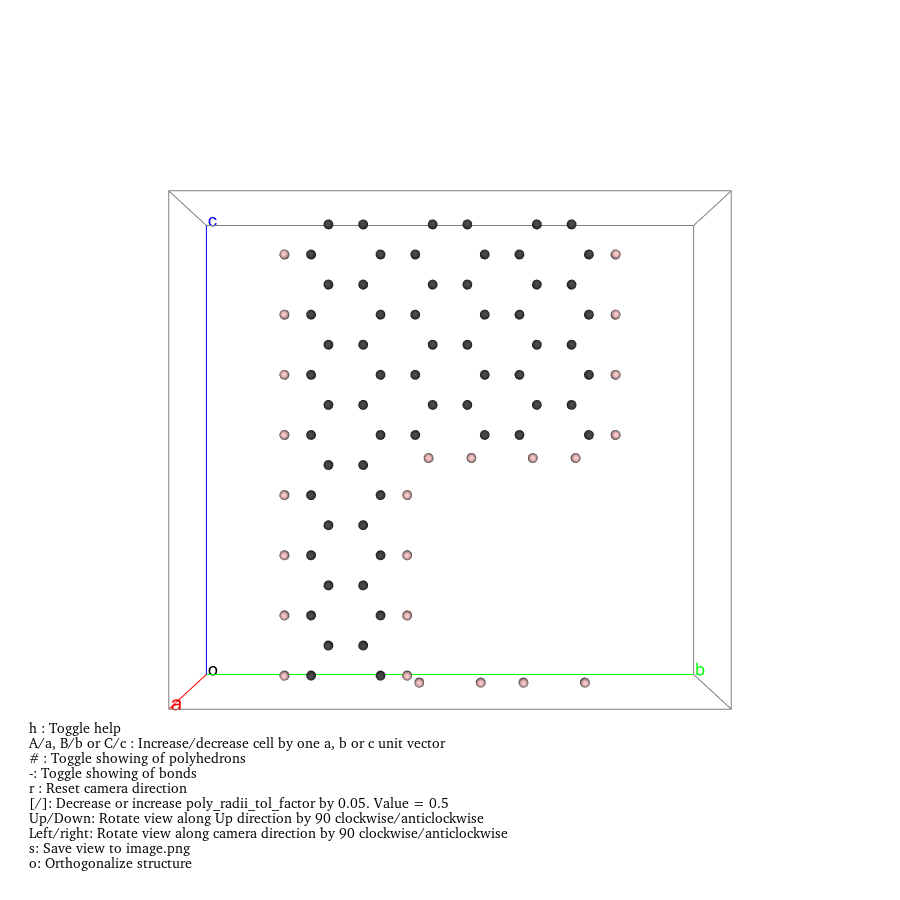 c
o
b
a
h : Toggle help
A/a, B/b or C/c : Increase/decrease cell by one a, b or c unit vector
# : Toggle showing of polyhedrons
-: Toggle showing of bonds
r : Reset camera direction
[/]: Decrease or increase poly_radii_tol_factor by 0.05. Value = 0.5
Up/Down: Rotate view along Up direction by 90 clockwise/anticlockwise
Left/right: Rotate view along camera direction by 90 clockwise/anticlockwise
s: Save view to image.png
o: Orthogonalize structure